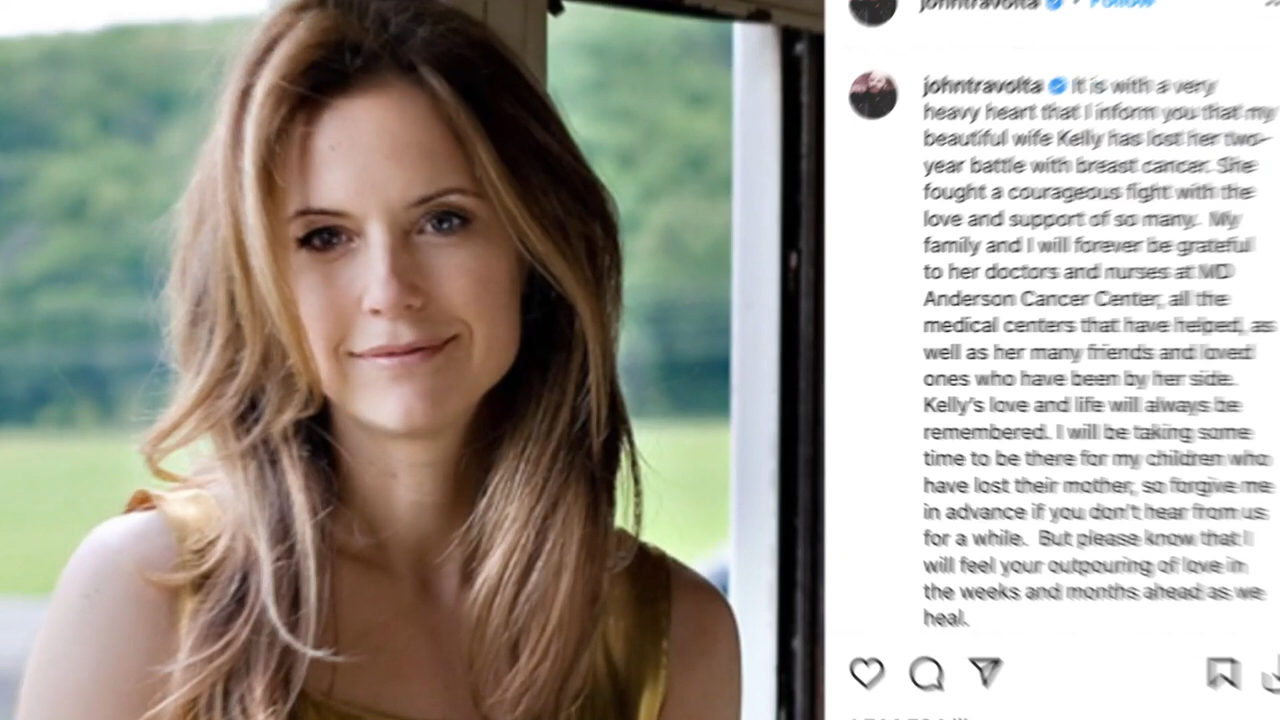 johntravolta • Follow
johntravolta It is with a very
heavy heart that I inform you that my
beautiful wife Kelly has lost her two-
year battle with breast cancer. She
fought a courageous fight with the
love and support of so many. My
family and I will forever be grateful
to her doctors and nurses at MD
Anderson Cancer Center, all the
medical centers that have helped, as
well as her many friends and loved
ones who have been by her side.
Kelly's love and life will always be
remembered. I will be taking some
time to be there for my children who
have lost their mother, so forgive me
in advance if you don't hear from us
for a while. But please know that I
will feel your outpouring of love in
the weeks and months ahead as we
heal.